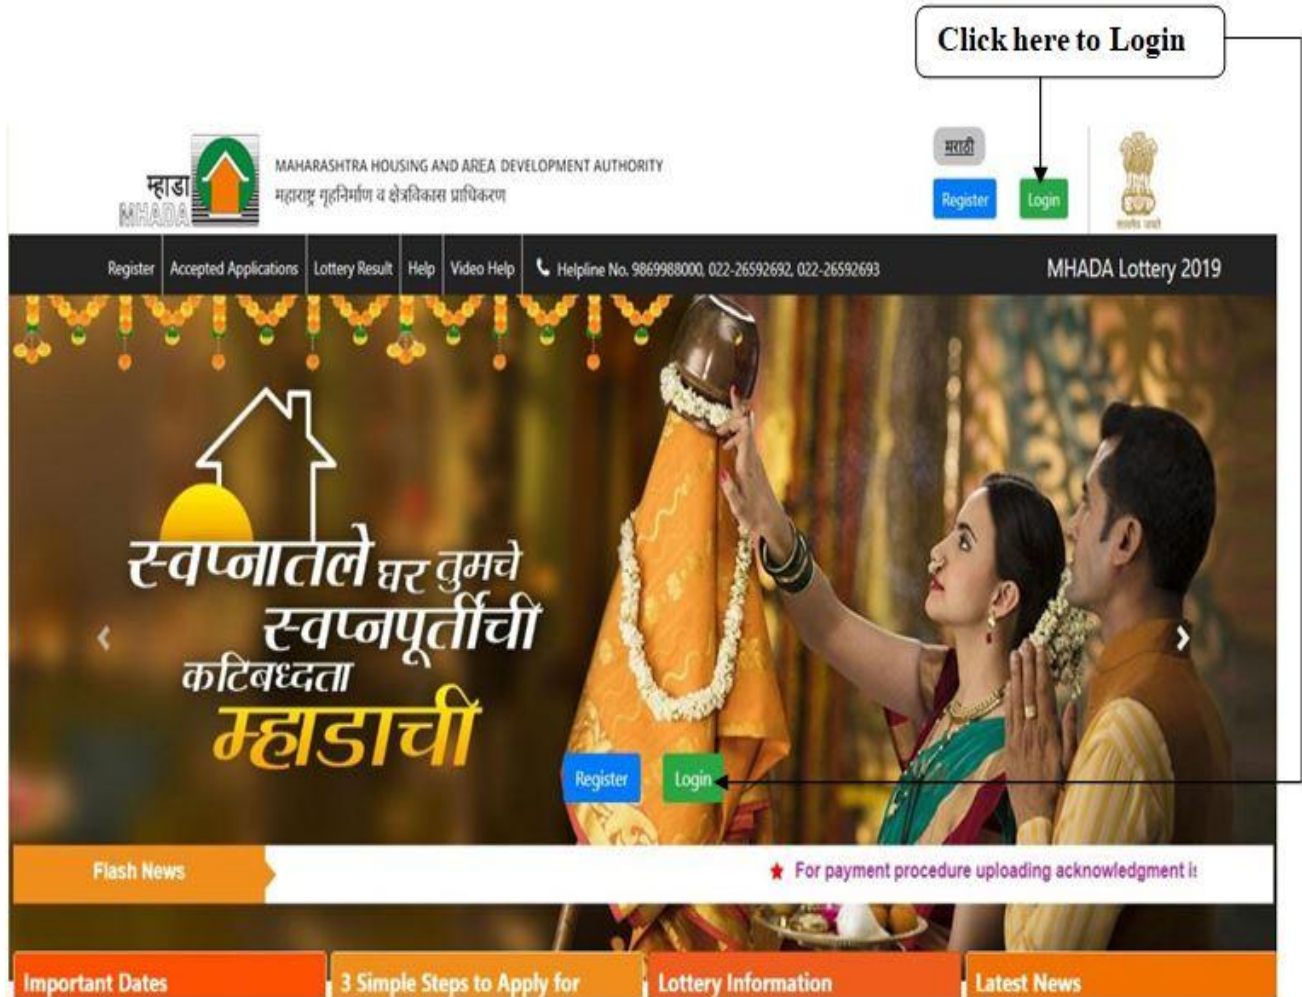 Click here to Login
म्हाडा
MHADA
MAHARASHTRA HOUSING AND AREA DEVELOPMENT AUTHORITY
महाराष्ट्र गृहनिर्माण व क्षेत्रविकास प्राधिकरण
मराठी
Register
Login
Register
Accepted Applications
Lottery Result
Help
Video Help
Helpline No. 9869988000, 022-26592692, 022-26592693
MHADA Lottery 2019
स्वप्नातले घर तुमचे
स्वप्नपूर्तीची
कटिबध्दता
म्हाडाची
Register
Login
Flash News
For payment procedure uploading acknowledgment is
Important Dates
3 Simple Steps to Apply for
Lottery Information
Latest News